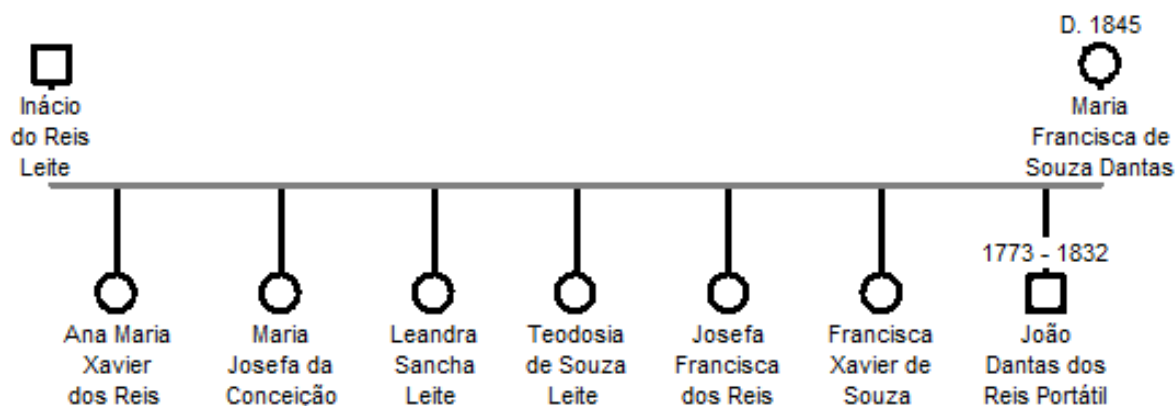 D. 1845
Inácio
do Reis
Leite
Maria
Francisca de
Souza Dantas
1773 - 1832
Ana Maria
Xavier
dos Reis
Maria
Josefa da
Conceição
Leandra
Sancha
Leite
Teodosia
de Souza
Leite
Josefa
Francisca
dos Reis
Francisca
Xavier de
Souza
João
Dantas dos
Reis Portátil